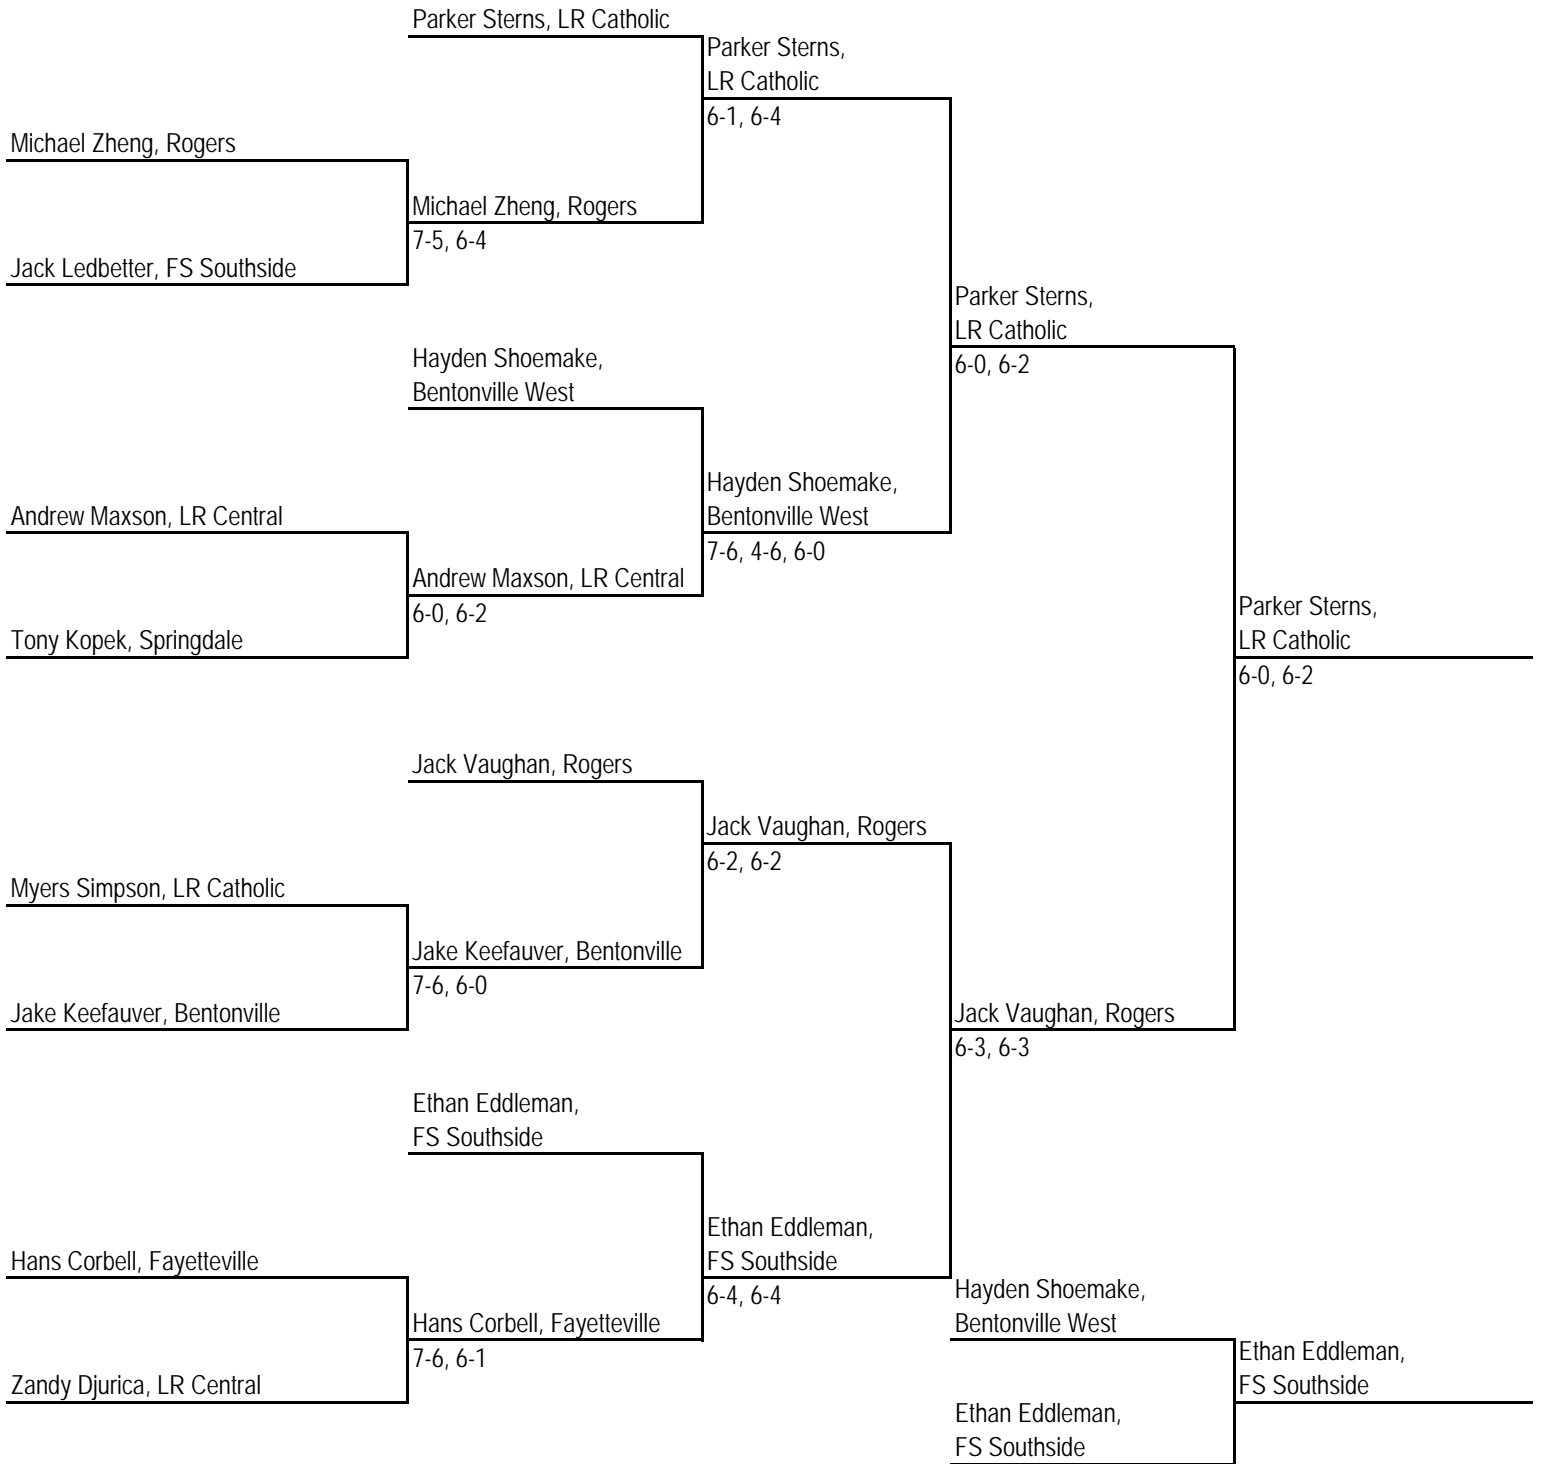 Parker Sterns, LR Catholic
Parker Sterns,
LR Catholic
6-1, 6-4
Michael Zheng, Rogers
Michael Zheng, Rogers
7-5, 6-4
Jack Ledbetter, FS Southside
Parker Sterns,
LR Catholic
6-0, 6-2
Hayden Shoemake,
Bentonville West
Hayden Shoemake,
Bentonville West
7-6, 4-6, 6-0
Andrew Maxson, LR Central
Andrew Maxson, LR Central
6-0, 6-2
Tony Kopek, Springdale
Parker Sterns,
LR Catholic
6-0, 6-2
Jack Vaughan, Rogers
Jack Vaughan, Rogers
6-2, 6-2
Myers Simpson, LR Catholic
Jake Keefauver, Bentonville
7-6, 6-0
Jake Keefauver, Bentonville
Jack Vaughan, Rogers
6-3, 6-3
Ethan Eddleman,
FS Southside
Ethan Eddleman,
FS Southside
6-4, 6-4
Hans Corbell, Fayetteville
Hans Corbell, Fayetteville
7-6, 6-1
Zandy Djurica, LR Central
Hayden Shoemake,
Bentonville West
Ethan Eddleman,
FS Southside
Ethan Eddleman,
FS Southside